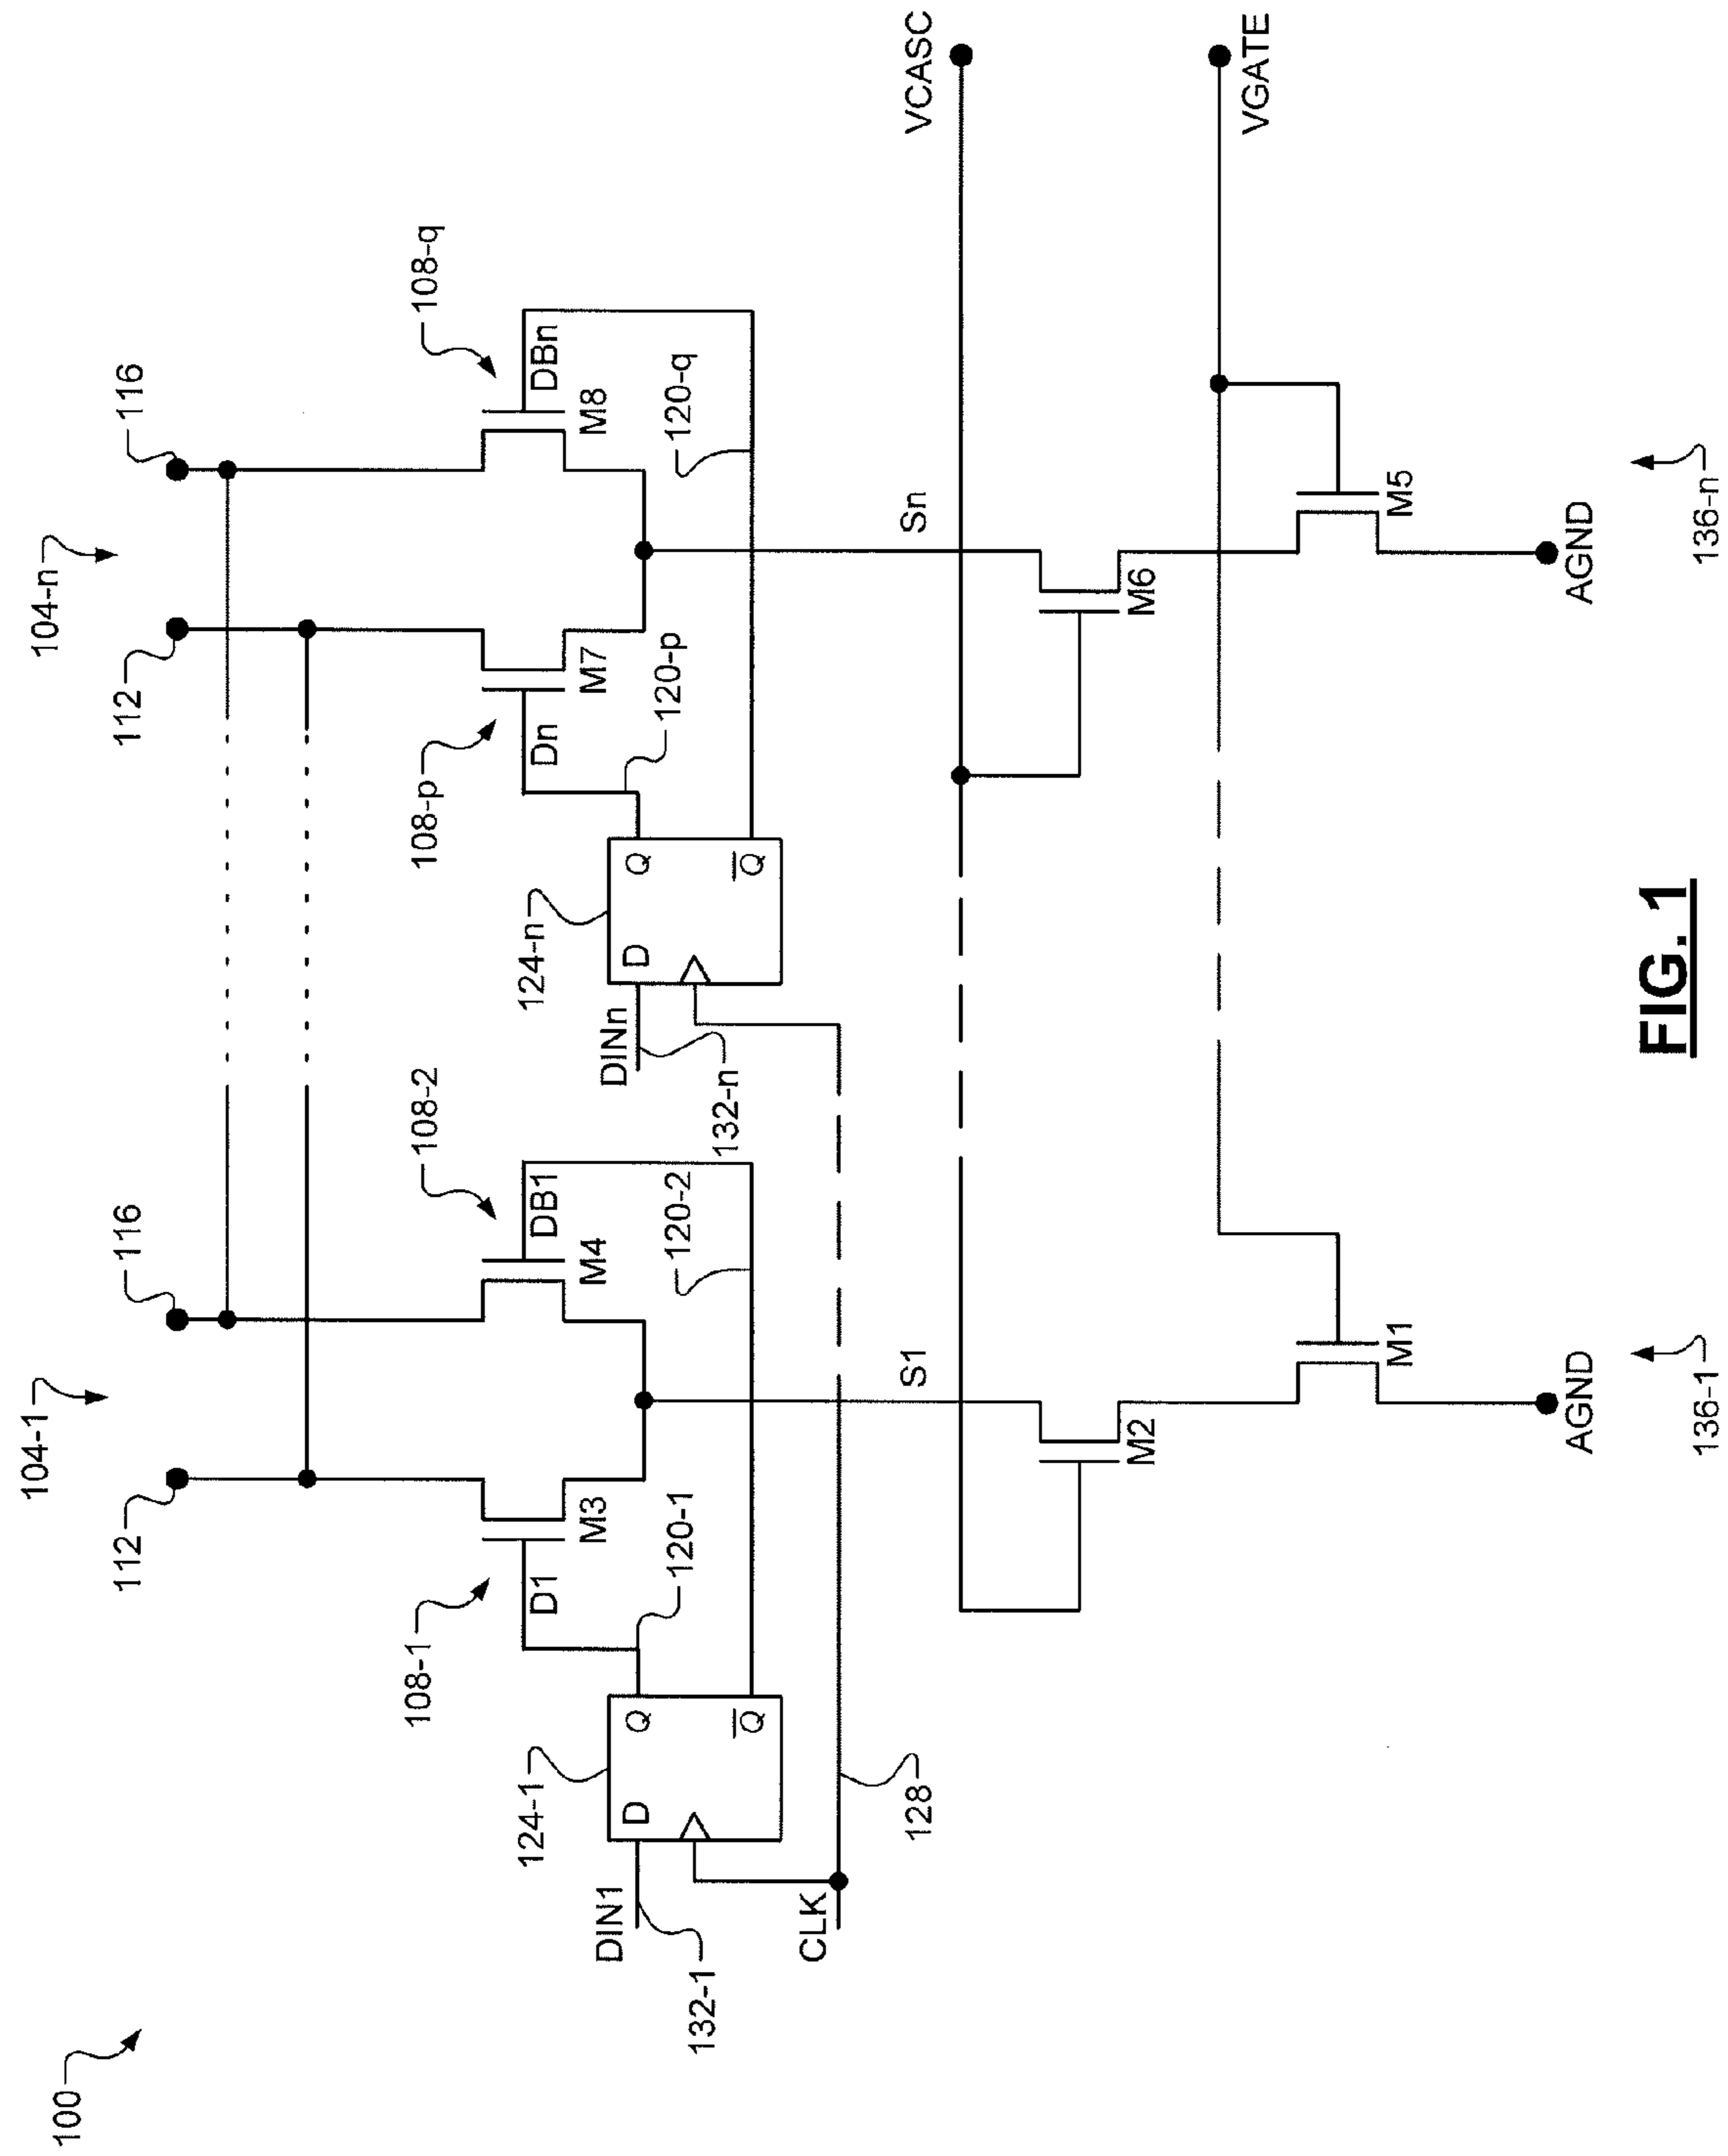 100
104-1
104-n
112
116
112
116
108-1
108-2
108-p
108-q
D1
M3
M4
DB1
Dn
M7
M8
DBn
124-1
120-1
120-2
124-n
120-p
120-q
DIN1
D
Q
Q̅
DINn
D
Q
Q̅
132-1
132-n
CLK
128
S1
Sn
VCASC
M2
M6
VGATE
M1
M5
AGND
AGND
136-1
136-n
FIG. 1